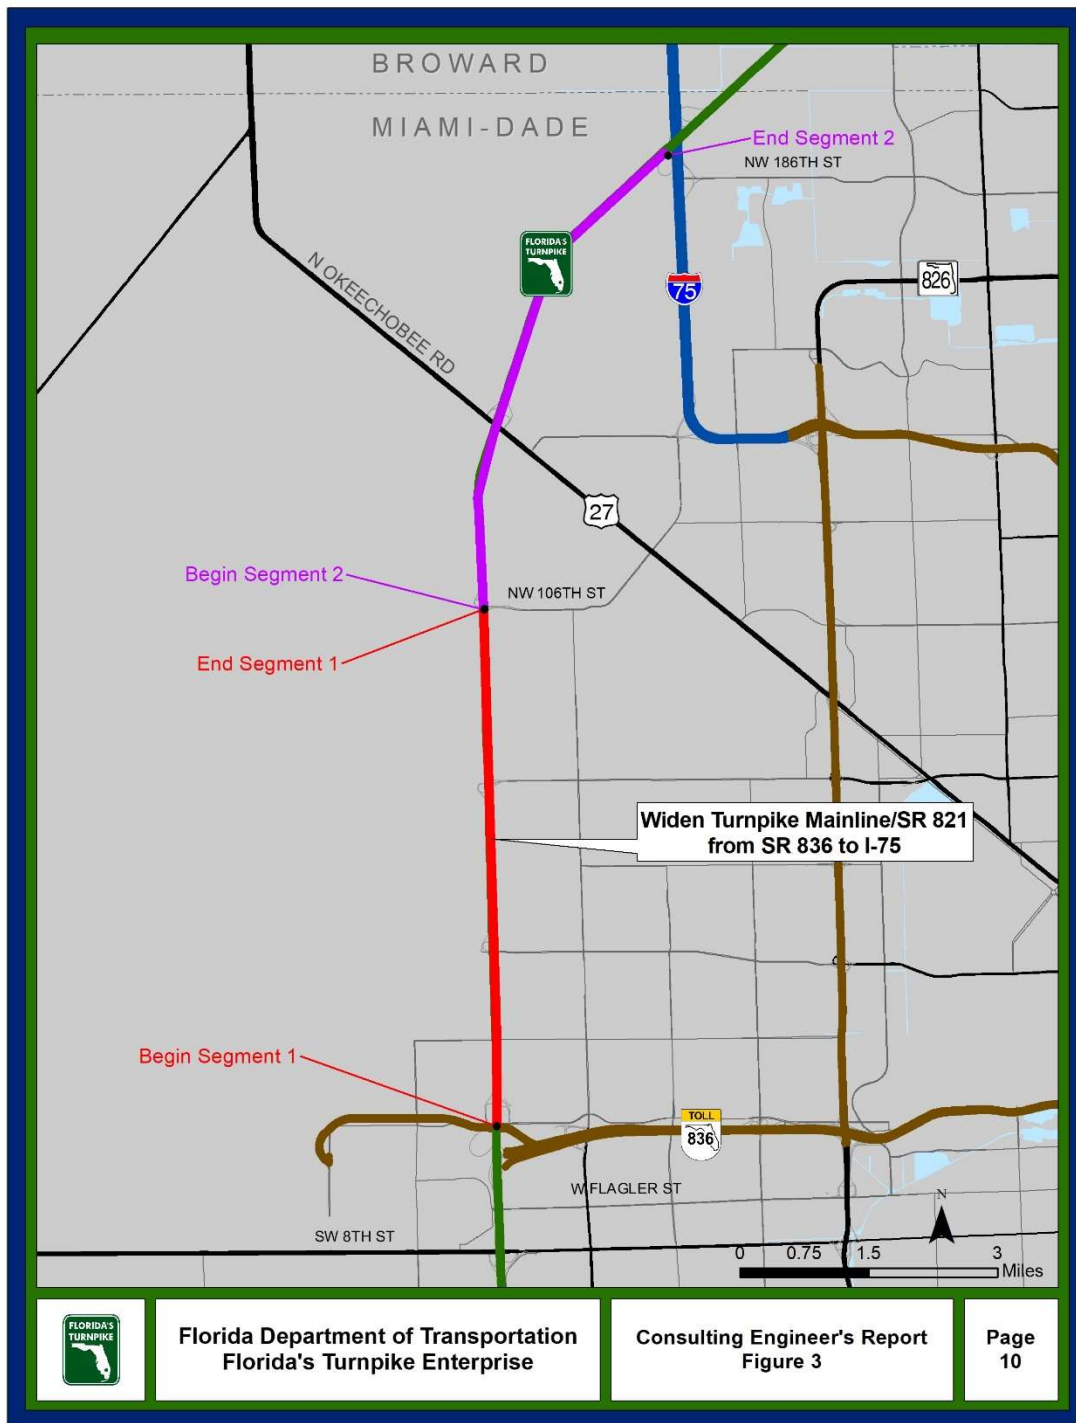 BROWARD
MIAMI-DADE
End Segment 2
NW 186TH ST
FLORIDA'S
TURNPIKE
826
75
N OKEECHOBEE RD
27
Begin Segment 2
NW 106TH ST
End Segment 1
Widen Turnpike Mainline/SR 821
from SR 836 to I-75
Begin Segment 1
TOLL
836
W FLAGLER ST
SW 8TH ST
N
0 0.75 1.5 3
Miles
FLORIDA'S
TURNPIKE
Florida Department of Transportation
Florida's Turnpike Enterprise
Consulting Engineer's Report
Figure 3
Page
10